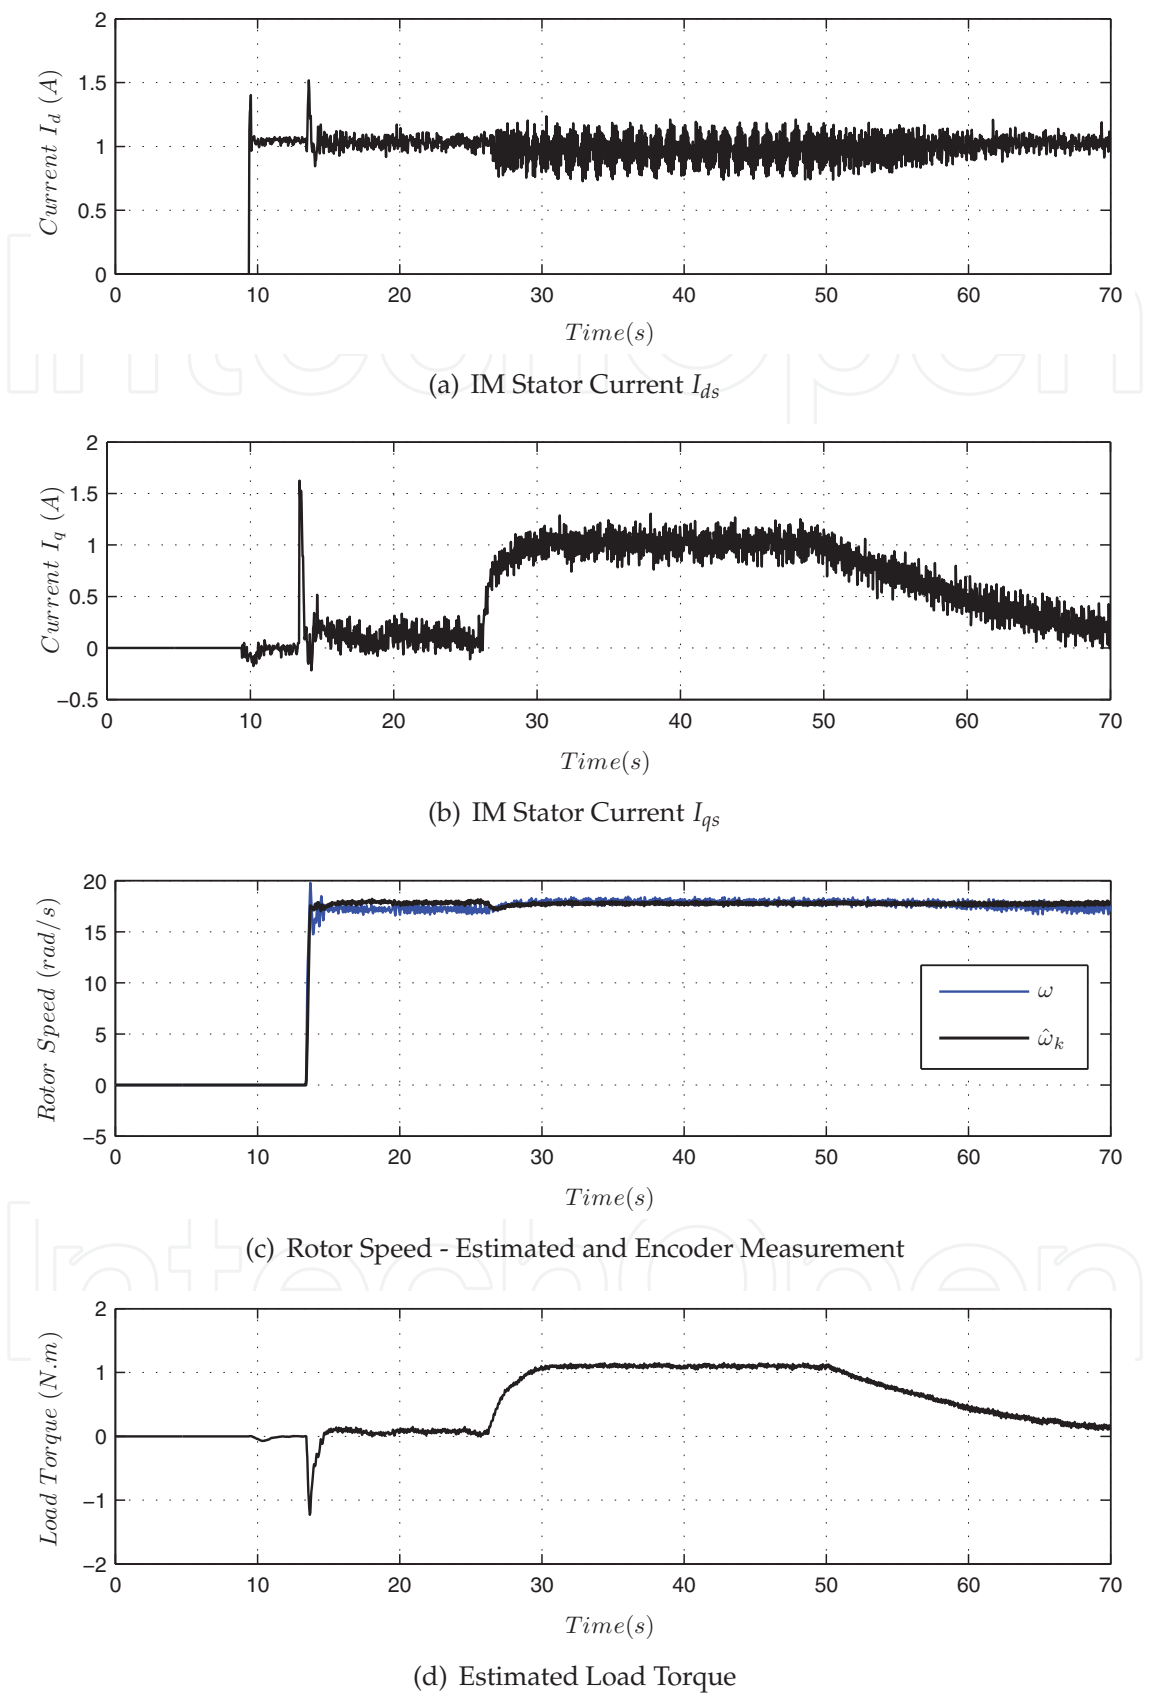 2
1.5
1
0.5
0
Current I_d (A)
0 10 20 30 40 50 60 70
Time(s)
(a) IM Stator Current I_ds
2
1.5
1
0.5
0
−0.5
Current I_q (A)
0 10 20 30 40 50 60 70
Time(s)
(b) IM Stator Current I_qs
20
15
10
5
0
−5
Rotor Speed (rad/s)
ω
ω̂_k
0 10 20 30 40 50 60 70
Time(s)
(c) Rotor Speed - Estimated and Encoder Measurement
2
1
0
−1
−2
Load Torque (N.m)
0 10 20 30 40 50 60 70
Time(s)
(d) Estimated Load Torque
IntechOpen
IntechOpen